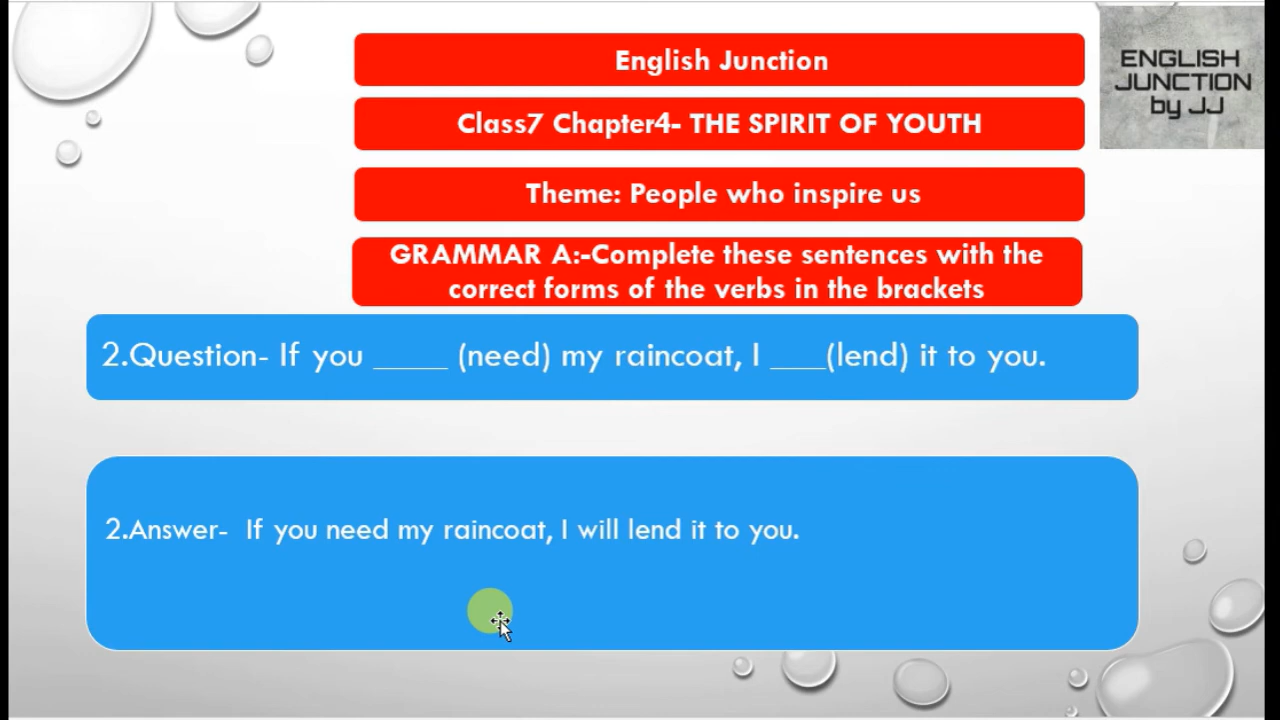 English Junction
ENGLISH
JUNCTION
by JJ
Class7 Chapter4- THE SPIRIT OF YOUTH
Theme: People who inspire us
GRAMMAR A:-Complete these sentences with the
correct forms of the verbs in the brackets
2.Question- If you _____ (need) my raincoat, I ____(lend) it to you.
2.Answer- If you need my raincoat, I will lend it to you.